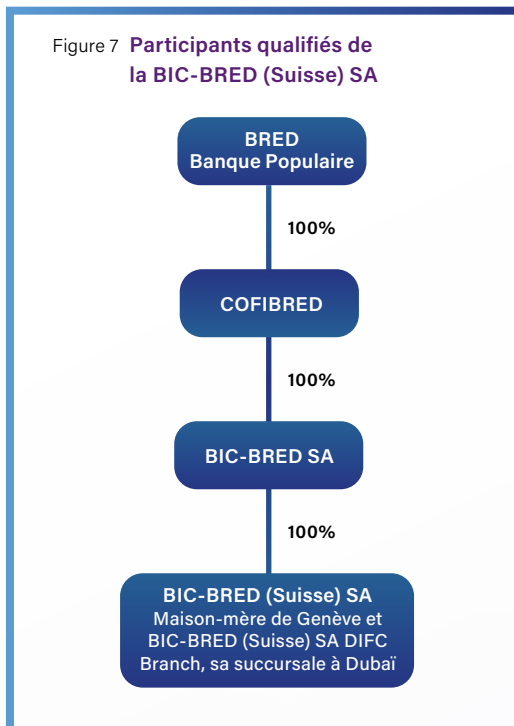 Figure 7 Participants qualifiés de
la BIC-BRED (Suisse) SA
BRED
Banque Populaire
100%
COFIBRED
100%
BIC-BRED SA
100%
BIC-BRED (Suisse) SA
Maison-mère de Genève et
BIC-BRED (Suisse) SA DIFC
Branch, sa succursale à Dubaï